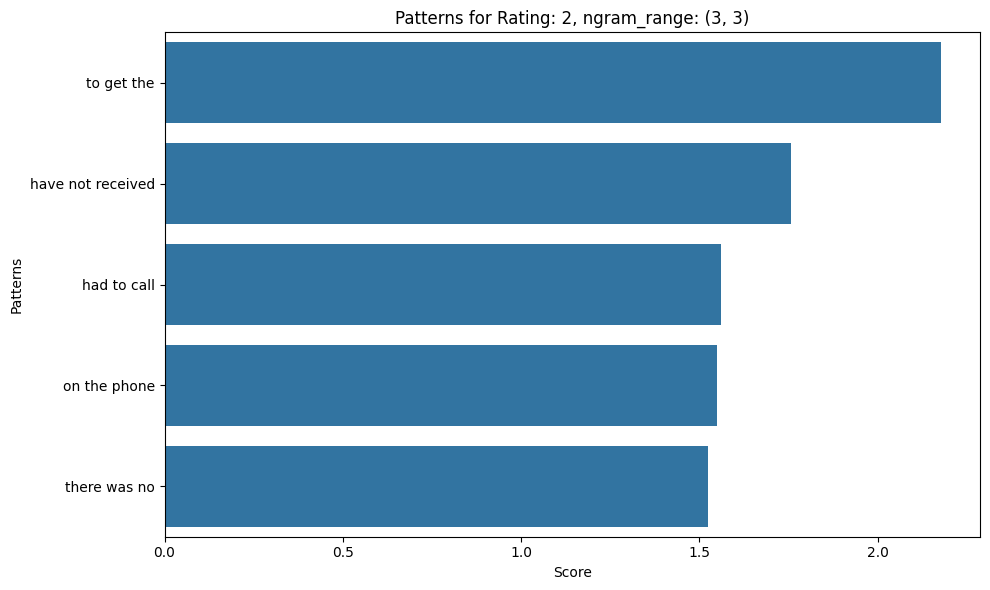 Patterns for Rating: 2, ngram_range: (3, 3)
Patterns
to get the
have not received
had to call
on the phone
there was no
0.0 0.5 1.0 1.5 2.0
Score